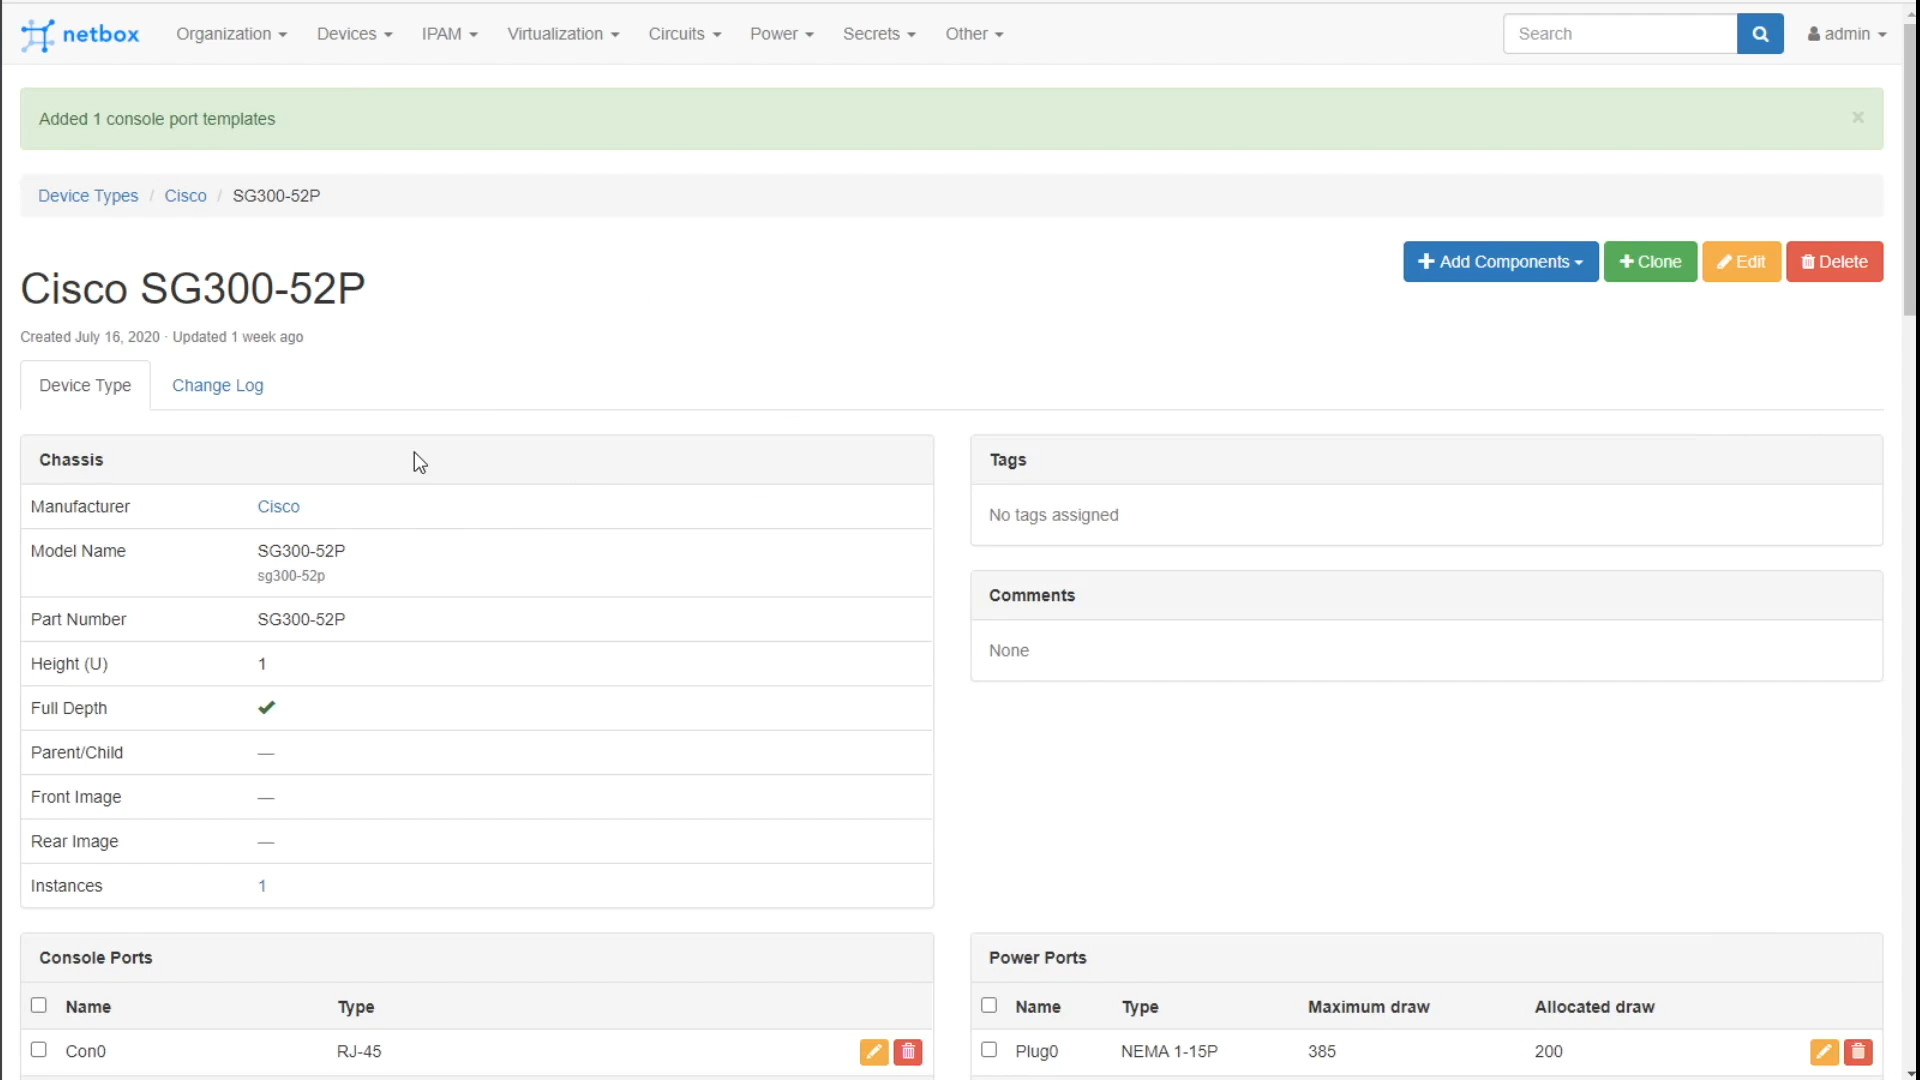 netbox Organization Devices IPAM Virtualization Circuits Power Secrets Other Search admin
Added 1 console port templates ×
Device Types / Cisco / SG300-52P
Add Components Clone Edit Delete
Cisco SG300-52P
Created July 16, 2020 · Updated 1 week ago
Device Type Change Log
Chassis
Manufacturer Cisco
Model Name SG300-52P
sg300-52p
Part Number SG300-52P
Height (U) 1
Full Depth
Parent/Child —
Front Image —
Rear Image —
Instances 1
Tags
No tags assigned
Comments
None
Console Ports
Name Type
Con0 RJ-45
Power Ports
Name Type Maximum draw Allocated draw
Plug0 NEMA 1-15P 385 200